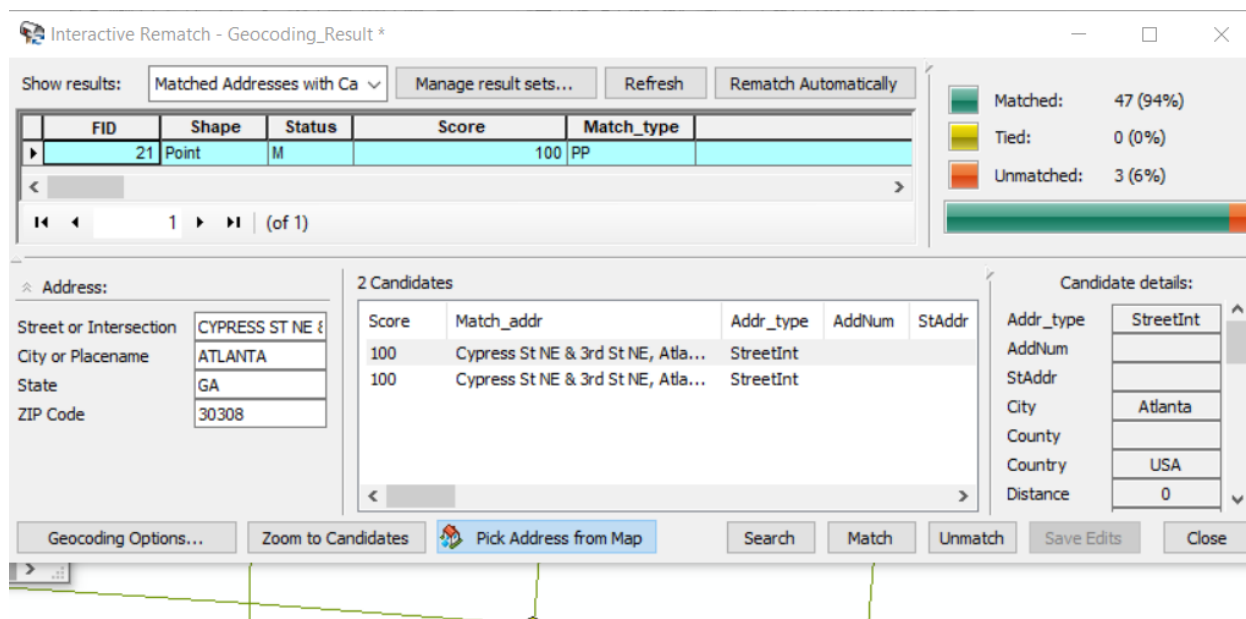 Interactive Rematch - Geocoding_Result *
Show results: Matched Addresses with Ca Manage result sets... Refresh Rematch Automatically
FID Shape Status Score Match_type
21 Point M 100 PP
1 (of 1)
Matched: 47 (94%)
Tied: 0 (0%)
Unmatched: 3 (6%)
Address:
Street or Intersection CYPRESS ST NE &
City or Placename ATLANTA
State GA
ZIP Code 30308
2 Candidates
Score Match_addr Addr_type AddNum StAddr
100 Cypress St NE & 3rd St NE, Atla... StreetInt
100 Cypress St NE & 3rd St NE, Atla... StreetInt
Candidate details:
Addr_type StreetInt
AddNum
StAddr
City Atlanta
County
Country USA
Distance 0
Geocoding Options... Zoom to Candidates Pick Address from Map Search Match Unmatch Save Edits Close